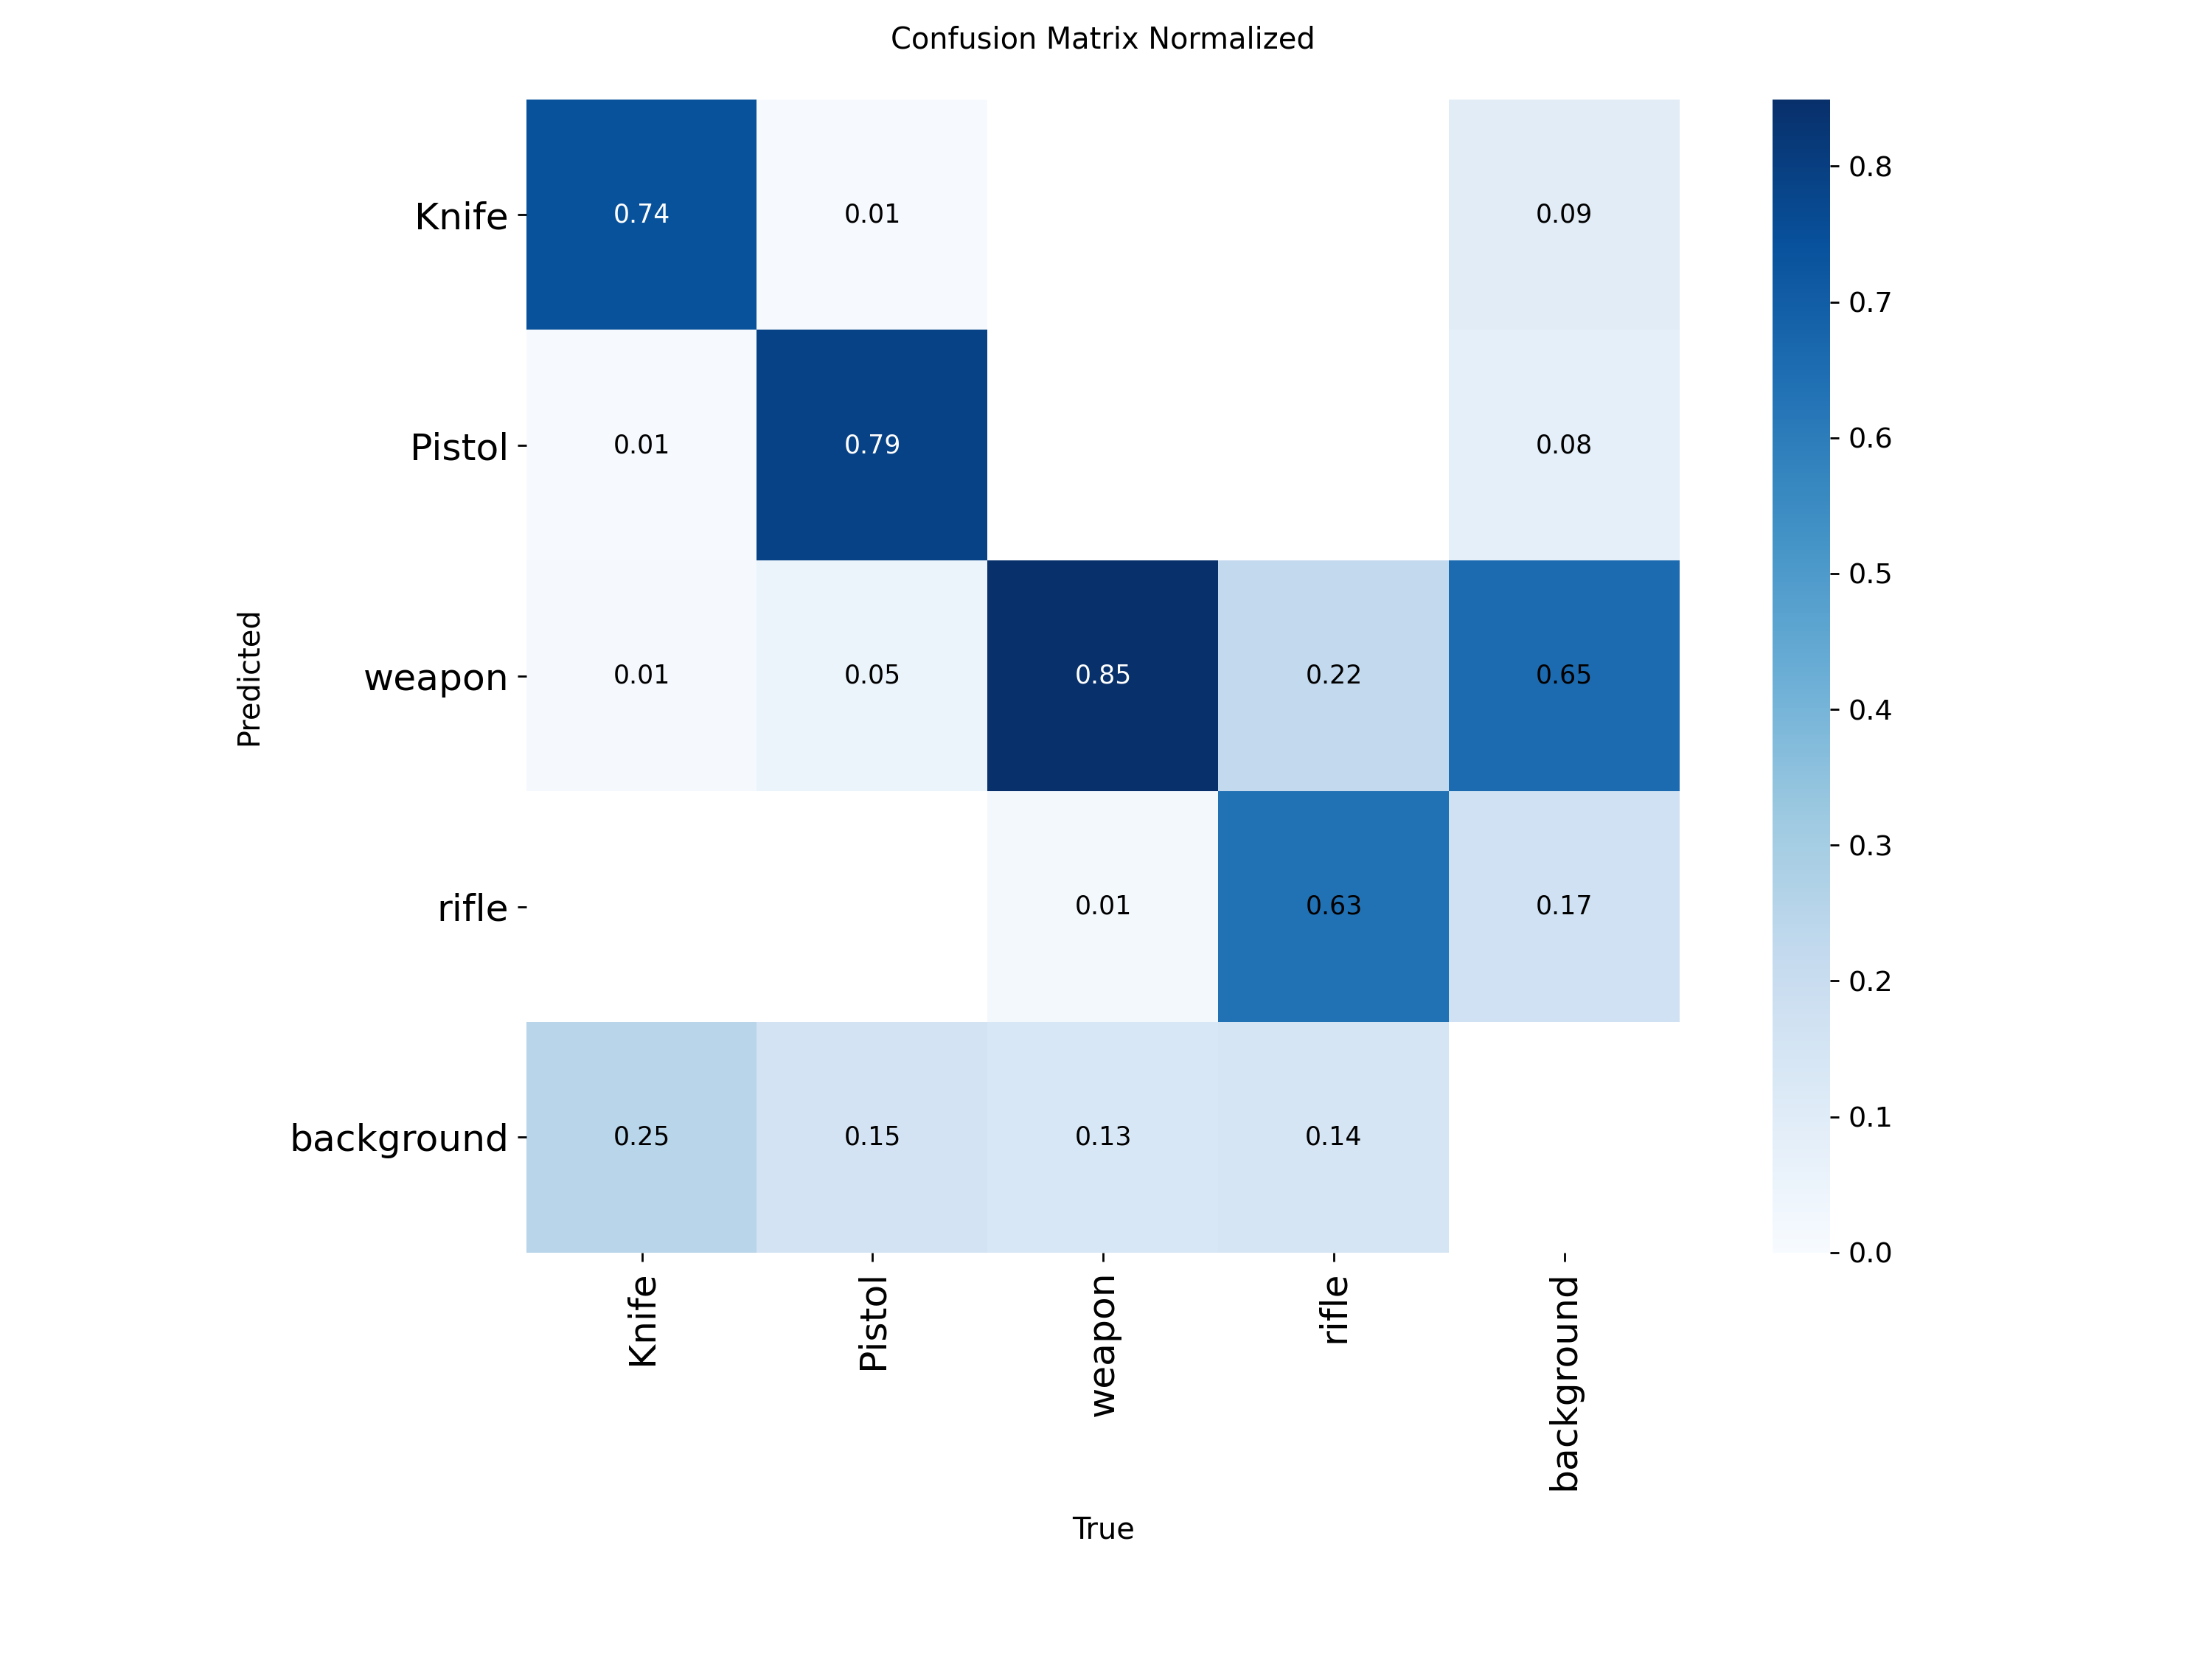 Confusion Matrix Normalized
Knife 0.74 0.01 0.09
Pistol 0.01 0.79 0.08
weapon 0.01 0.05 0.85 0.22 0.65
rifle 0.01 0.63 0.17
background 0.25 0.15 0.13 0.14
Predicted
Knife Pistol weapon rifle background
True
0.8
0.7
0.6
0.5
0.4
0.3
0.2
0.1
0.0